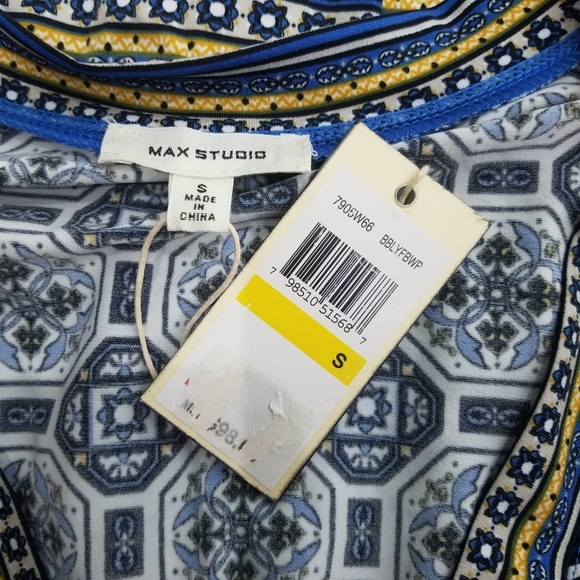 MAX STUDIO
S
MADE
IN
CHINA
7905W66 BBLYFBWP
7 98510 51568 7
S